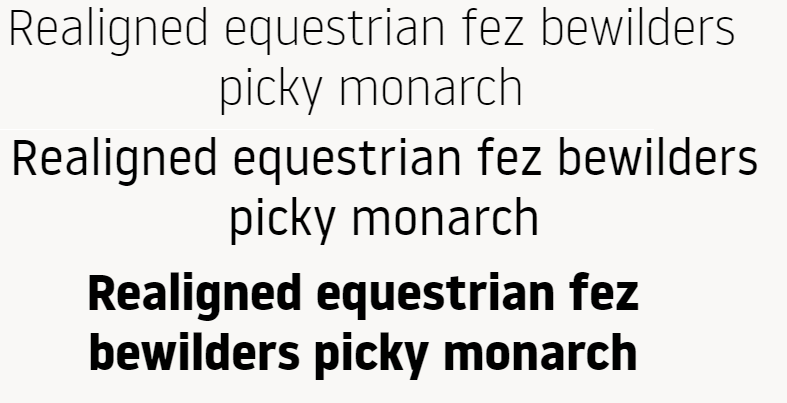 Realigned equestrian fez bewilders
picky monarch
Realigned equestrian fez bewilders
picky monarch
Realigned equestrian fez
bewilders picky monarch